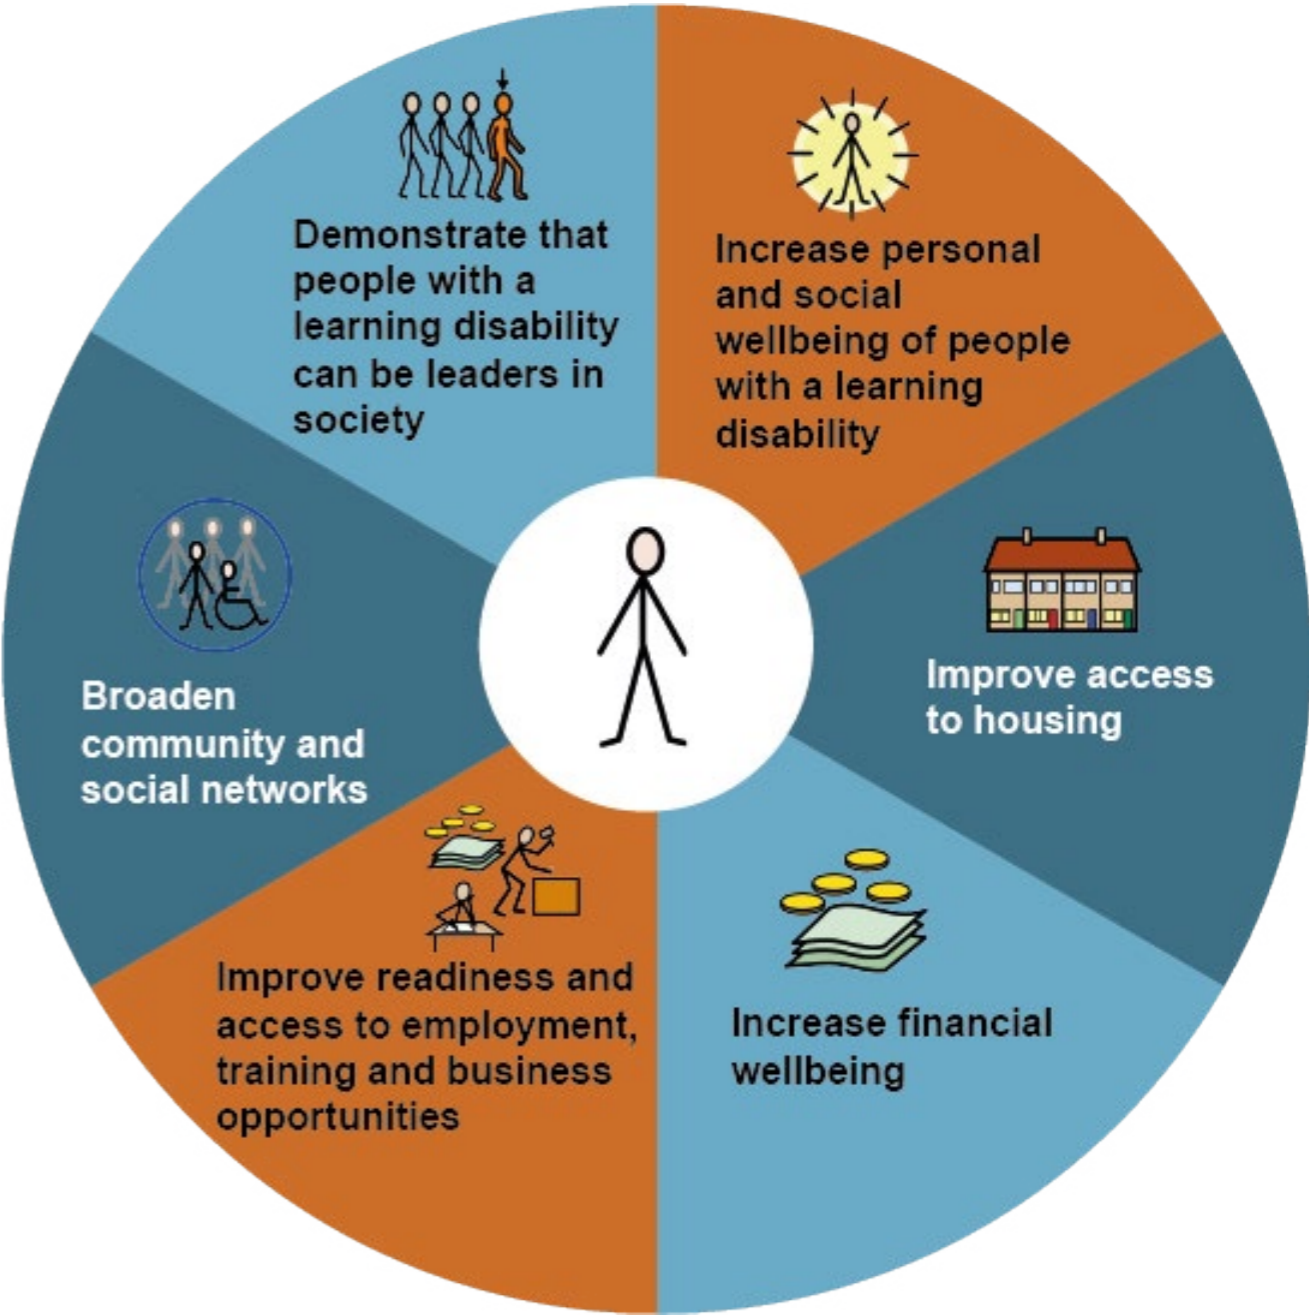 Demonstrate that
people with a
learning disability
can be leaders in
society
Increase personal
and social
wellbeing of people
with a learning
disability
Improve access
to housing
Increase financial
wellbeing
Improve readiness and
access to employment,
training and business
opportunities
Broaden
community and
social networks